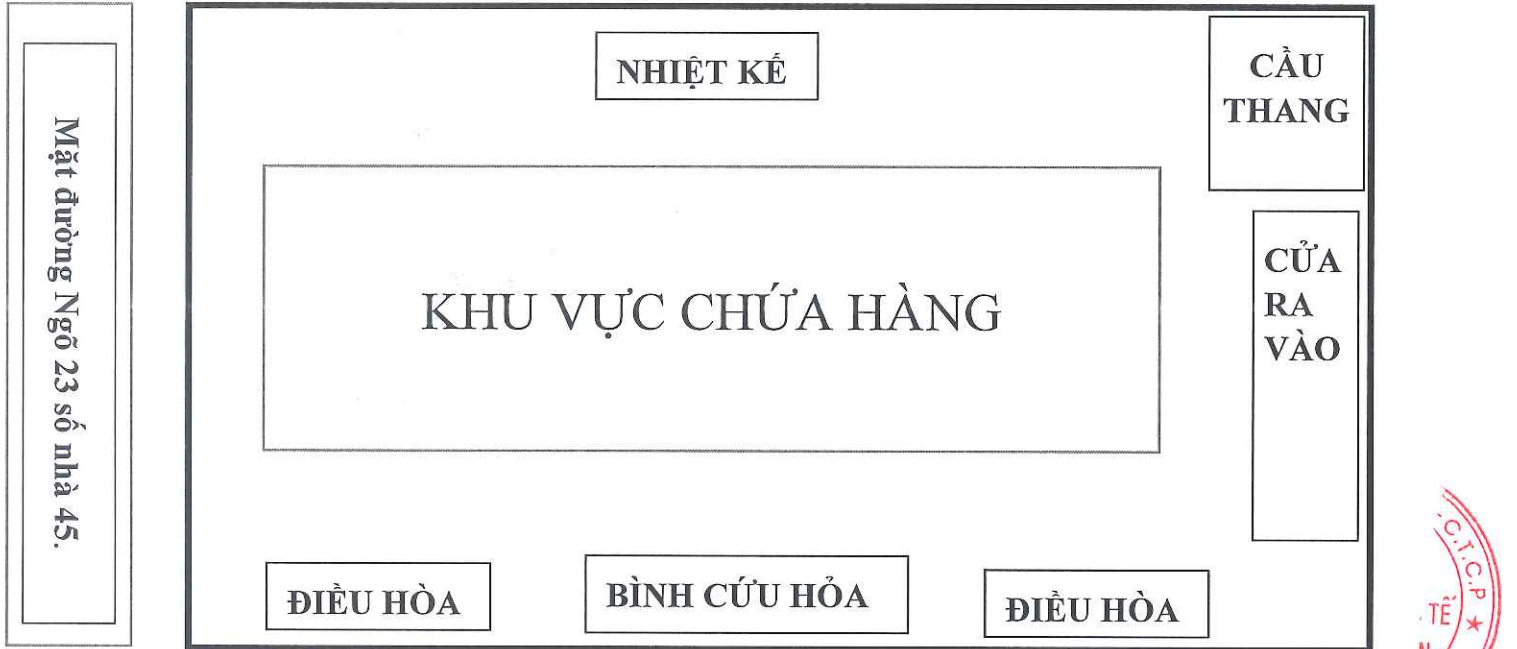 Mặt đường Ngõ 23 số nhà 45.
NHIỆT KẾ
CẦU
THANG
KHU VỰC CHỨA HÀNG
CỬA
RA
VÀO
ĐIỀU HÒA
BÌNH CỨU HỎA
ĐIỀU HÒA
C.T.C.P
TẾ